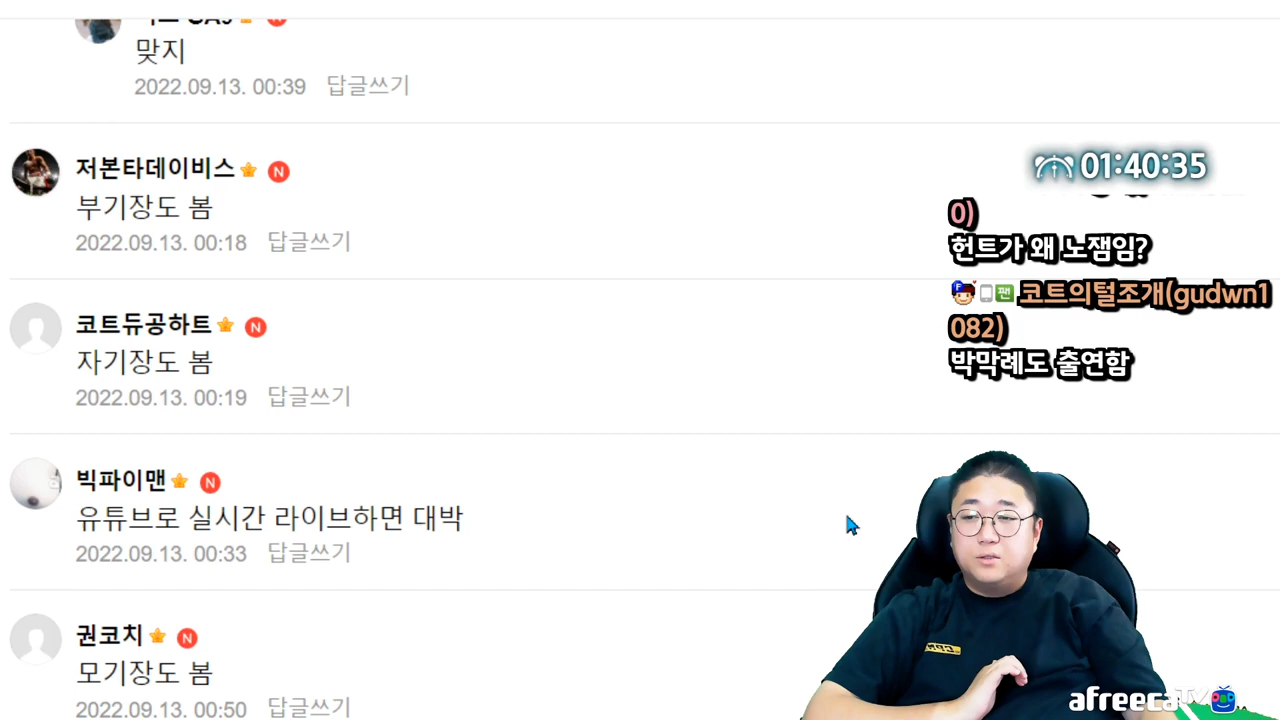 맞지
2022.09.13. 00:39 답글쓰기
저본타데이비스 N
부기장도 봄
2022.09.13. 00:18 답글쓰기
코트듀공하트 N
자기장도 봄
2022.09.13. 00:19 답글쓰기
빅파이맨 N
유튜브로 실시간 라이브하면 대박
2022.09.13. 00:33 답글쓰기
권코치 N
모기장도 봄
2022.09.13. 00:50 답글쓰기
01:40:35
0)
헌트가 왜 노잼임?
F 팬 코트의털조개(gudwn1
082)
박막례도 출연함
afreecaTV